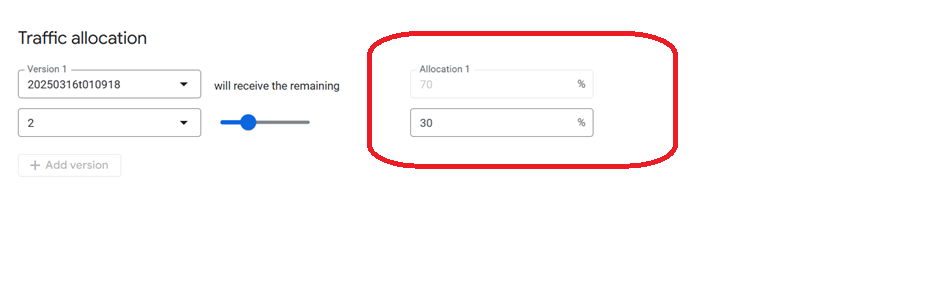 Traffic allocation
Version 1
Allocation 1
20250316t010918 will receive the remaining 70 %
2 30 %
+ Add version